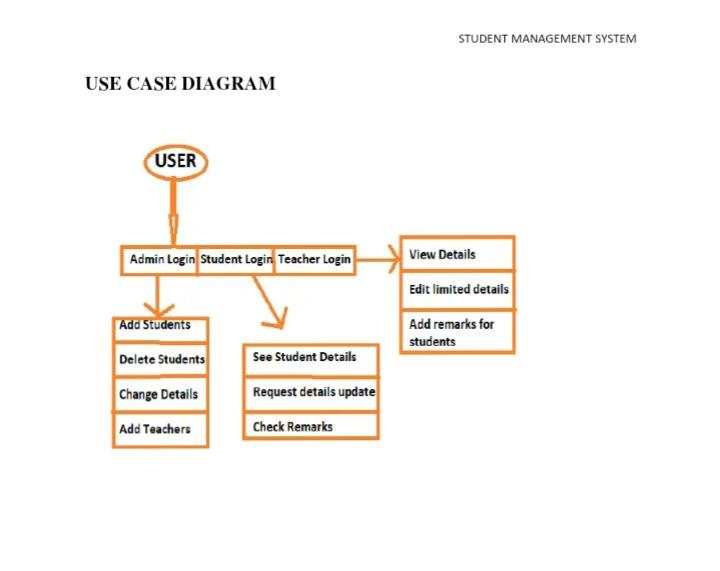 STUDENT MANAGEMENT SYSTEM
USE CASE DIAGRAM
USER
Admin Login Student Login Teacher Login
View Details
Edit limited details
Add remarks for
students
Add Students
Delete Students
Change Details
Add Teachers
See Student Details
Request details update
Check Remarks